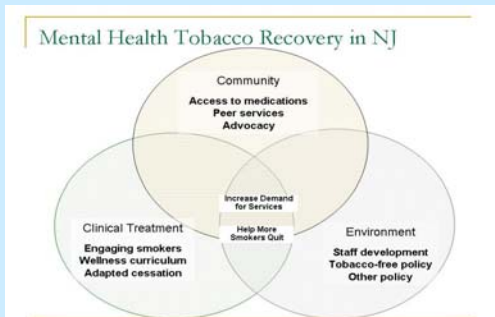 Mental Health Tobacco Recovery in NJ
Community
Access to medications
Peer services
Advocacy
Increase Demand
for Services
Help More
Smokers Quit
Clinical Treatment
Engaging smokers
Wellness curriculum
Adapted cessation
Environment
Staff development
Tobacco-free policy
Other policy